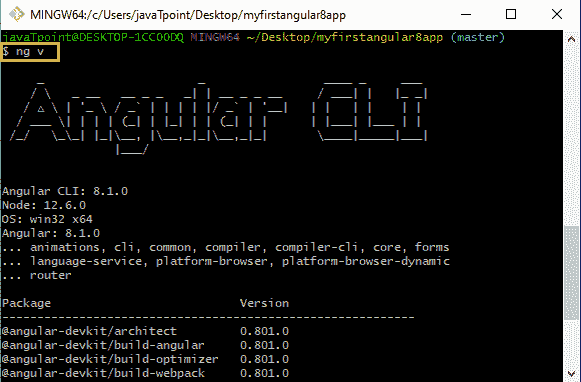 MINGW64:/c/Users/javaTpoint/Desktop/myfirstangular8app
javaTpoint@DESKTOP-1CC0ODQ MINGW64 ~/Desktop/myfirstangular8app (master)
$ ng v
Angular CLI
Angular CLI: 8.1.0
Node: 12.6.0
OS: win32 x64
Angular: 8.1.0
... animations, cli, common, compiler, compiler-cli, core, forms
... language-service, platform-browser, platform-browser-dynamic
... router
Package Version
-----------------------------------------------------------
@angular-devkit/architect 0.801.0
@angular-devkit/build-angular 0.801.0
@angular-devkit/build-optimizer 0.801.0
@angular-devkit/build-webpack 0.801.0